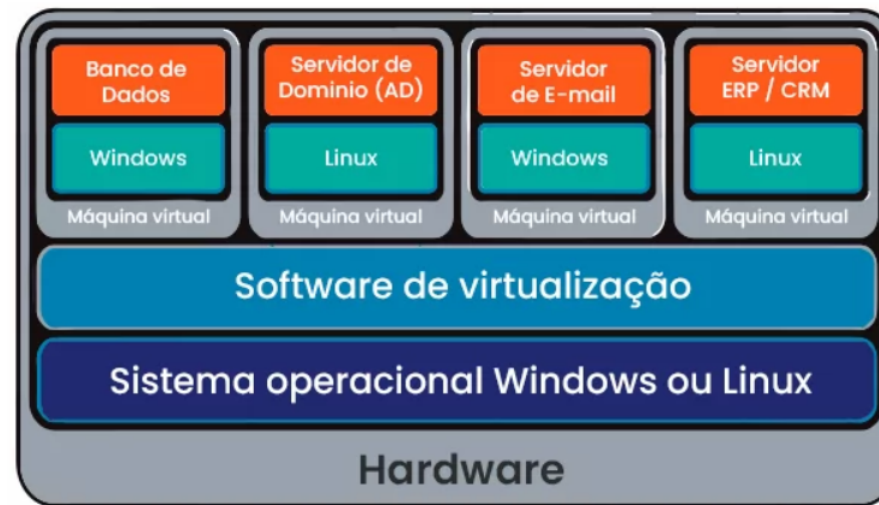 Banco de
Dados
Windows
Máquina virtual
Servidor de
Dominio (AD)
Linux
Máquina virtual
Servidor
de E-mail
Windows
Máquina virtual
Servidor
ERP / CRM
Linux
Máquina virtual
Software de virtualização
Sistema operacional Windows ou Linux
Hardware